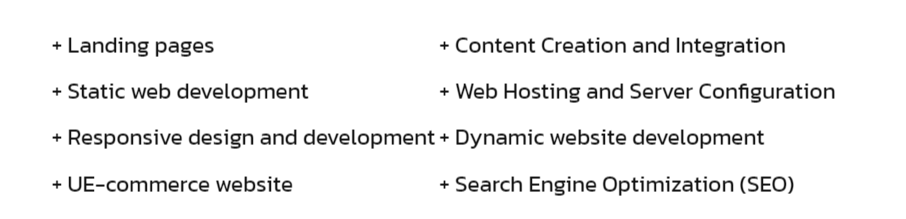 + Landing pages
+ Static web development
+ Responsive design and development
+ UE-commerce website
+ Content Creation and Integration
+ Web Hosting and Server Configuration
+ Dynamic website development
+ Search Engine Optimization (SEO)